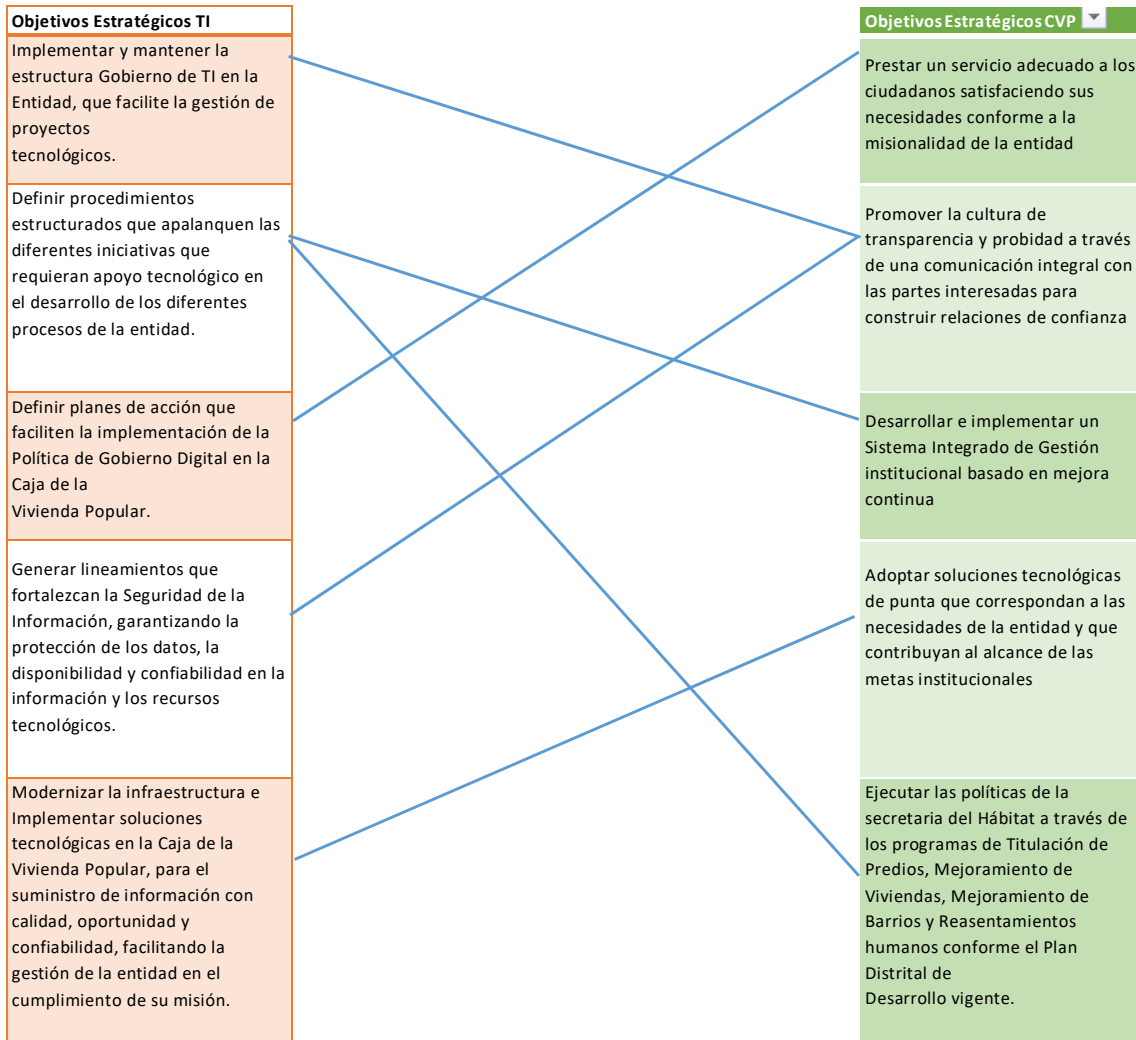 Objetivos Estratégicos TI
Implementar y mantener la
estructura Gobierno de TI en la
Entidad, que facilite la gestión de
proyectos
tecnológicos.
Definir procedimientos
estructurados que apalanquen las
diferentes iniciativas que
requieran apoyo tecnológico en
el desarrollo de los diferentes
procesos de la entidad.
Definir planes de acción que
faciliten la implementación de la
Política de Gobierno Digital en la
Caja de la
Vivienda Popular.
Generar lineamientos que
fortalezcan la Seguridad de la
Información, garantizando la
protección de los datos, la
disponibilidad y confiabilidad en la
información y los recursos
tecnológicos.
Modernizar la infraestructura e
Implementar soluciones
tecnológicas en la Caja de la
Vivienda Popular, para el
suministro de información con
calidad, oportunidad y
confiabilidad, facilitando la
gestión de la entidad en el
cumplimiento de su misión.
Objetivos Estratégicos CVP
Prestar un servicio adecuado a los
ciudadanos satisfaciendo sus
necesidades conforme a la
misionalidad de la entidad
Promover la cultura de
transparencia y probidad a través
de una comunicación integral con
las partes interesadas para
construir relaciones de confianza
Desarrollar e implementar un
Sistema Integrado de Gestión
institucional basado en mejora
continua
Adoptar soluciones tecnológicas
de punta que correspondan a las
necesidades de la entidad y que
contribuyan al alcance de las
metas institucionales
Ejecutar las políticas de la
secretaria del Hábitat a través de
los programas de Titulación de
Predios, Mejoramiento de
Viviendas, Mejoramiento de
Barrios y Reasentamientos
humanos conforme el Plan
Distrital de
Desarrollo vigente.